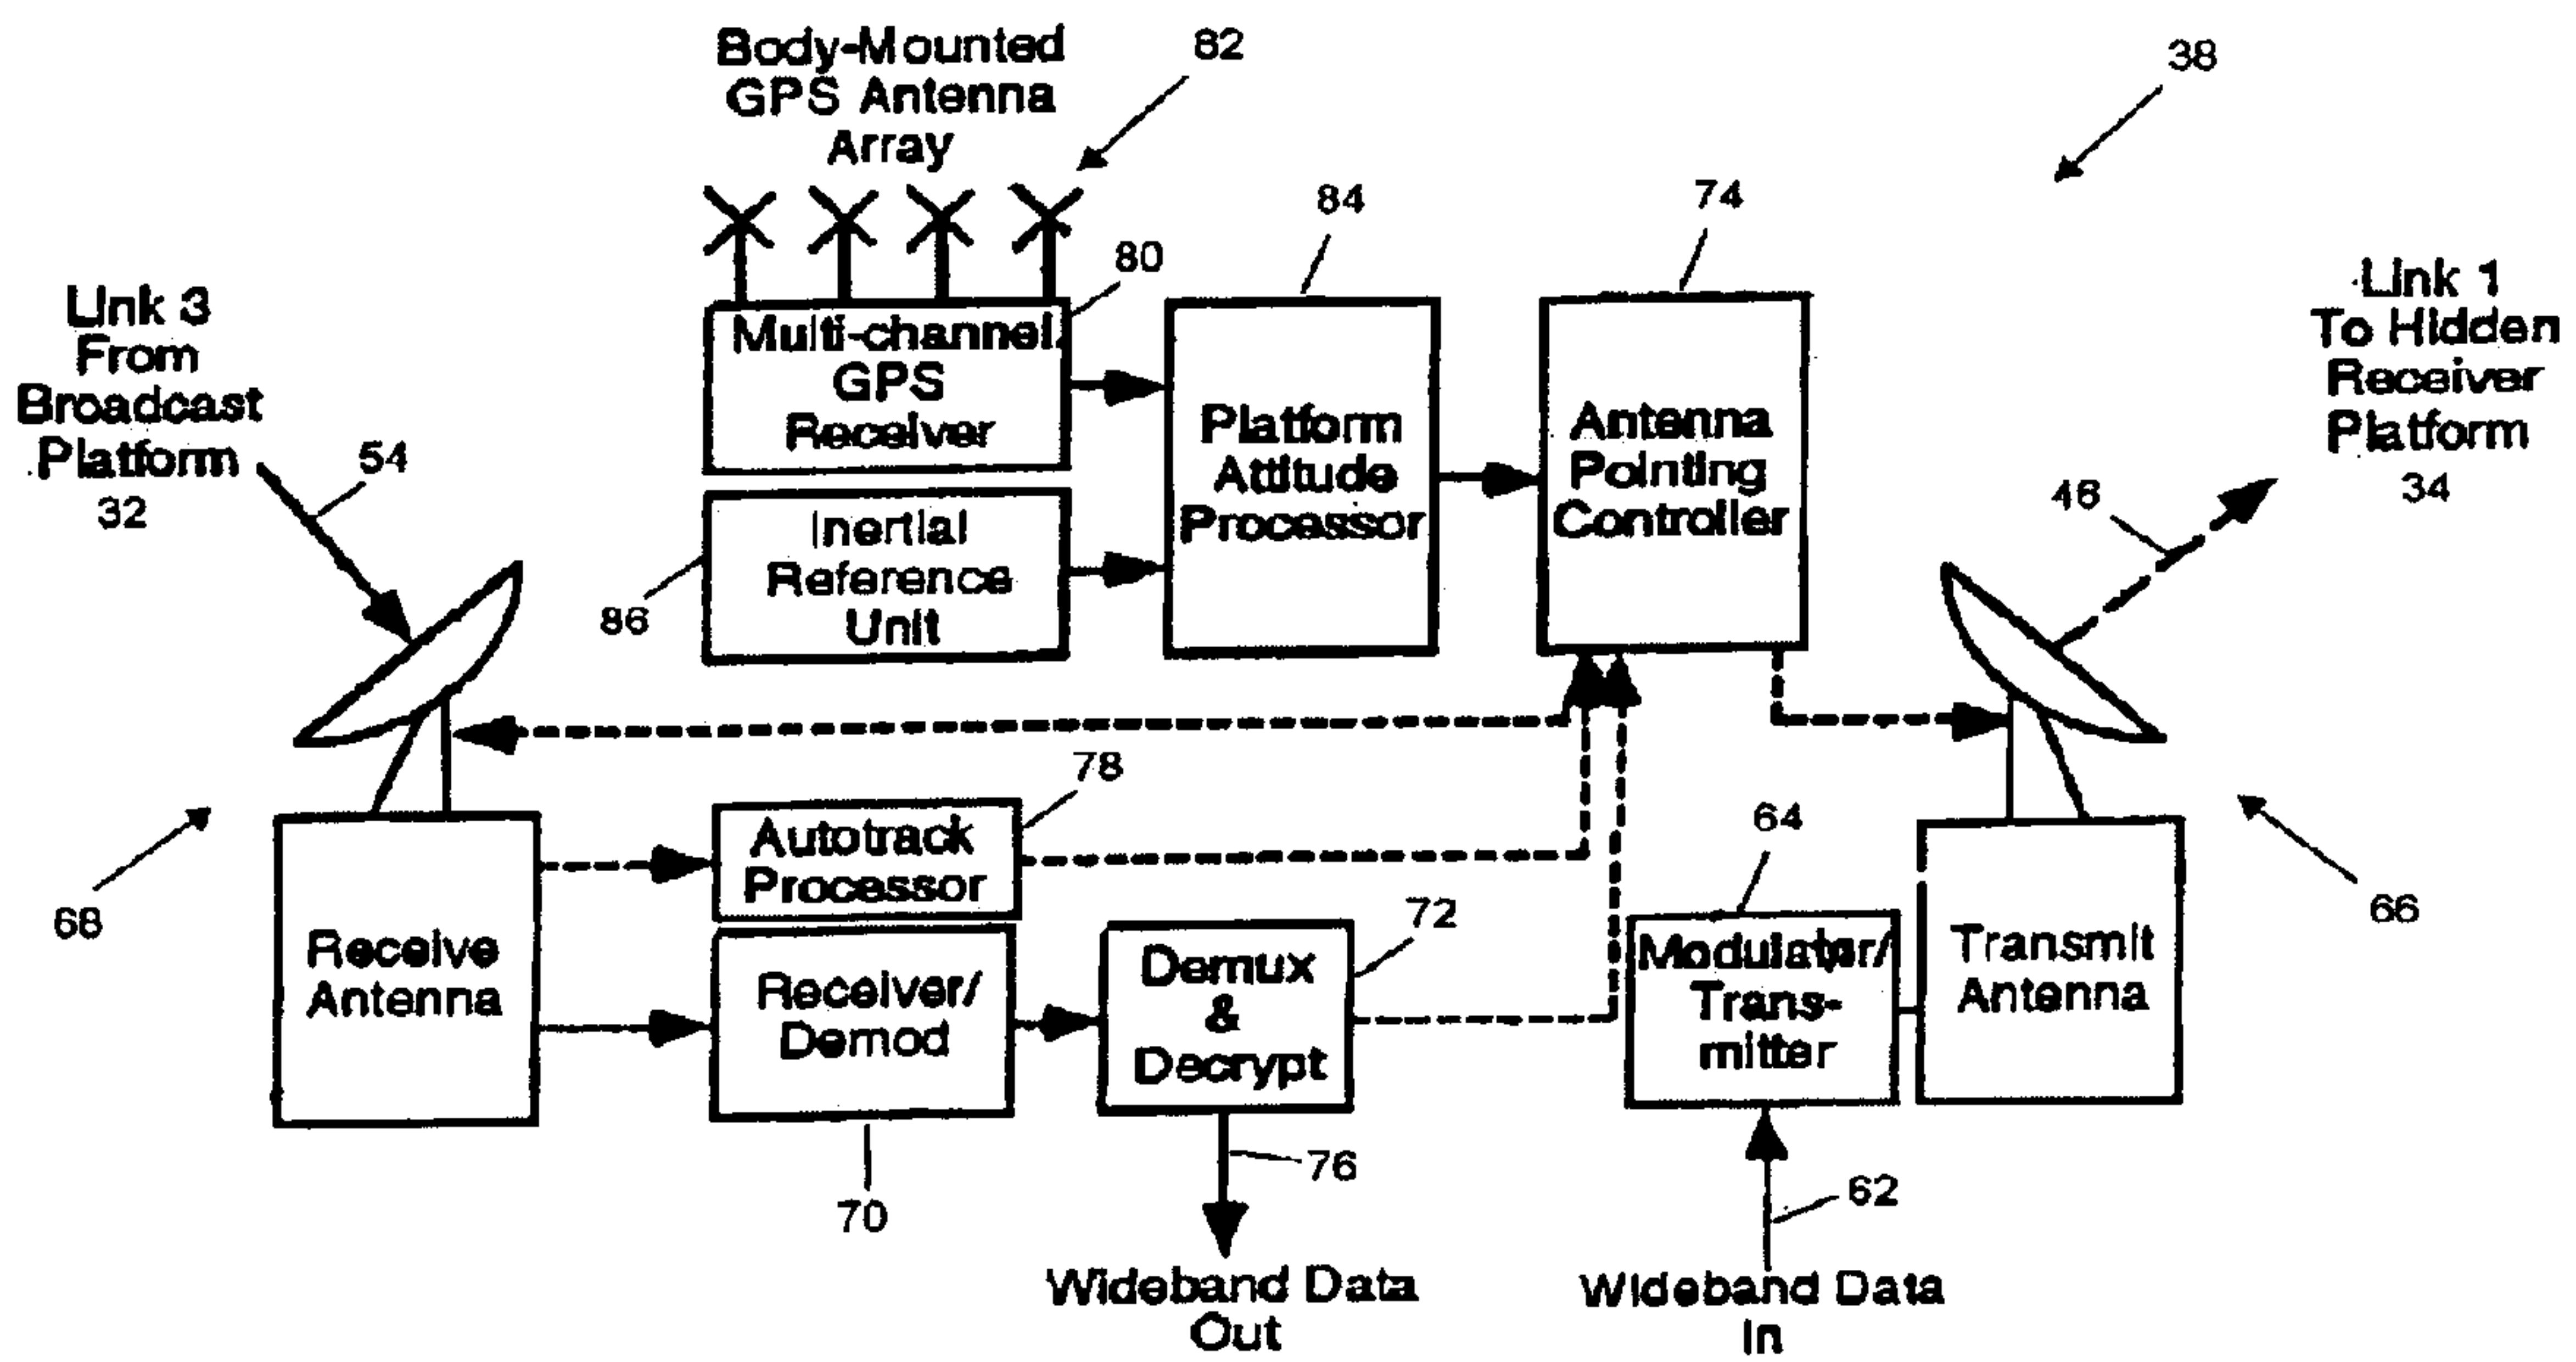 Body-Mounted
GPS Antenna
Array
82
38
80
84
74
Link 3
From
Broadcast
Platform
32
54
Multi-channel
GPS
Receiver
Inertial
Reference
Unit
86
Platform
Attitude
Processor
Antenna
Pointing
Controller
Link 1
To Hidden
Receiver
Platform
34
46
68
Receive
Antenna
78
Autotrack
Processor
Receiver/
Demod
70
72
Demux
&
Decrypt
76
Wideband Data
Out
64
Modulator/
Trans-
mitter
62
Wideband Data
In
Transmit
Antenna
66